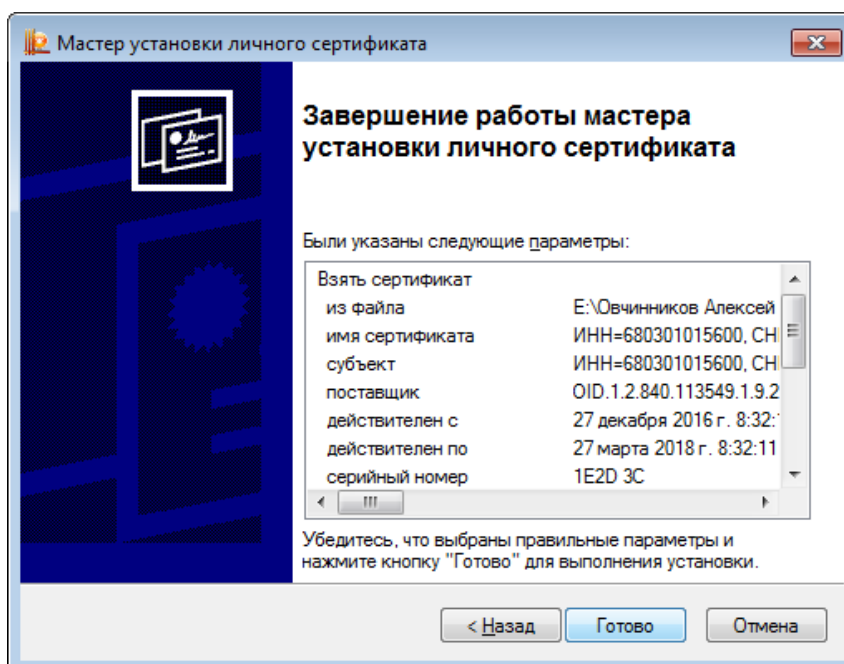 Мастер установки личного сертификата
Завершение работы мастера
установки личного сертификата
Были указаны следующие параметры:
Взять сертификат
из файла E:\Овчинников Алексей
имя сертификата ИНН=680301015600, СН
субъект ИНН=680301015600, СН
поставщик OID.1.2.840.113549.1.9.2
действителен с 27 декабря 2016 г. 8:32:
действителен по 27 марта 2018 г. 8:32:11
серийный номер 1E2D 3C
Убедитесь, что выбраны правильные параметры и
нажмите кнопку "Готово" для выполнения установки.
< Назад Готово Отмена